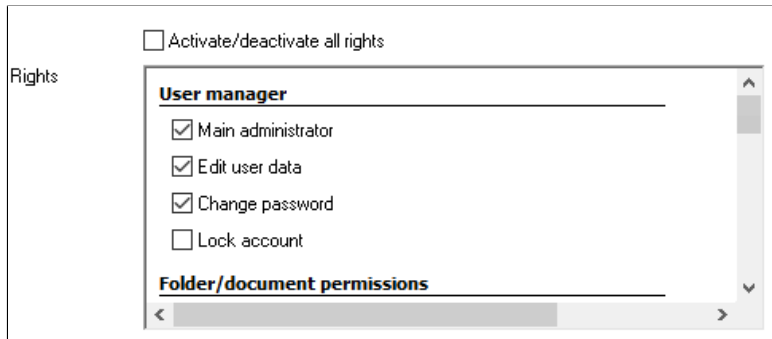 Activate/deactivate all rights
Rights
User manager
Main administrator
Edit user data
Change password
Lock account
Folder/document permissions